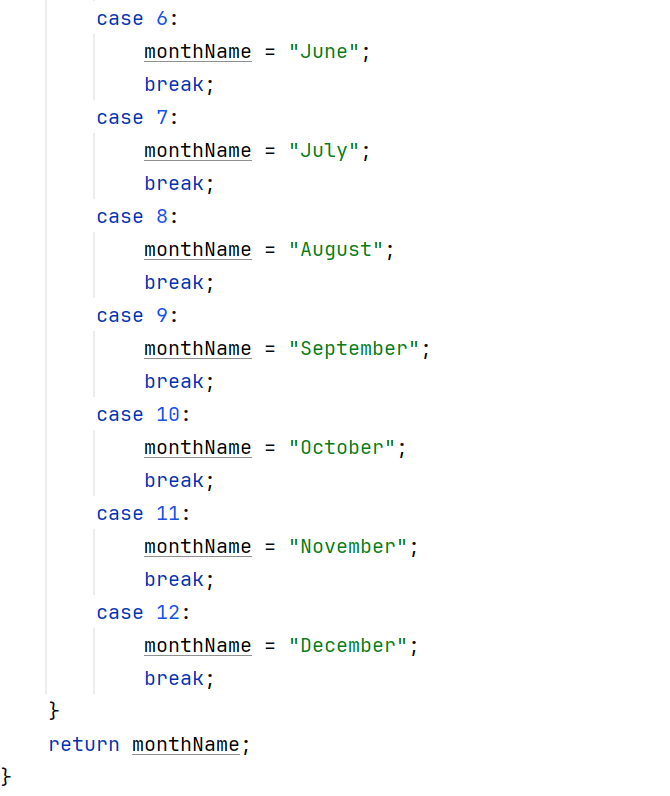 case 6:
monthName = "June";
break;
case 7:
monthName = "July";
break;
case 8:
monthName = "August";
break;
case 9:
monthName = "September";
break;
case 10:
monthName = "October";
break;
case 11:
monthName = "November";
break;
case 12:
monthName = "December";
break;
}
return monthName;
}